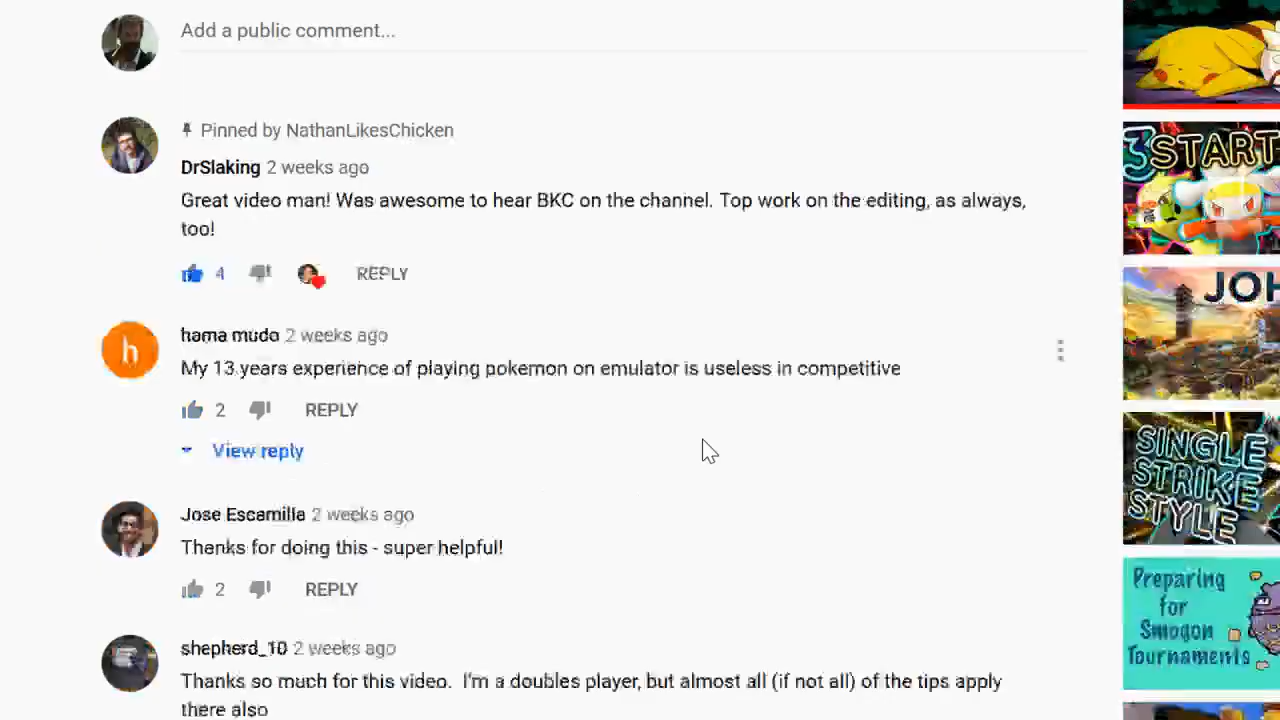 Add a public comment...
Pinned by NathanLikesChicken
DrSlaking 2 weeks ago
Great video man! Was awesome to hear BKC on the channel. Top work on the editing, as always,
too!
4 REPLY
hama mudo 2 weeks ago
My 13 years experience of playing pokemon on emulator is useless in competitive
2 REPLY
View reply
Jose Escamilla 2 weeks ago
Thanks for doing this - super helpful!
2 REPLY
shepherd_10 2 weeks ago
Thanks so much for this video. I'm a doubles player, but almost all (if not all) of the tips apply
there also
3 START
JOH
SINGLE
STRIKE
STYLE
Preparing
for
Smogon
Tournaments
h